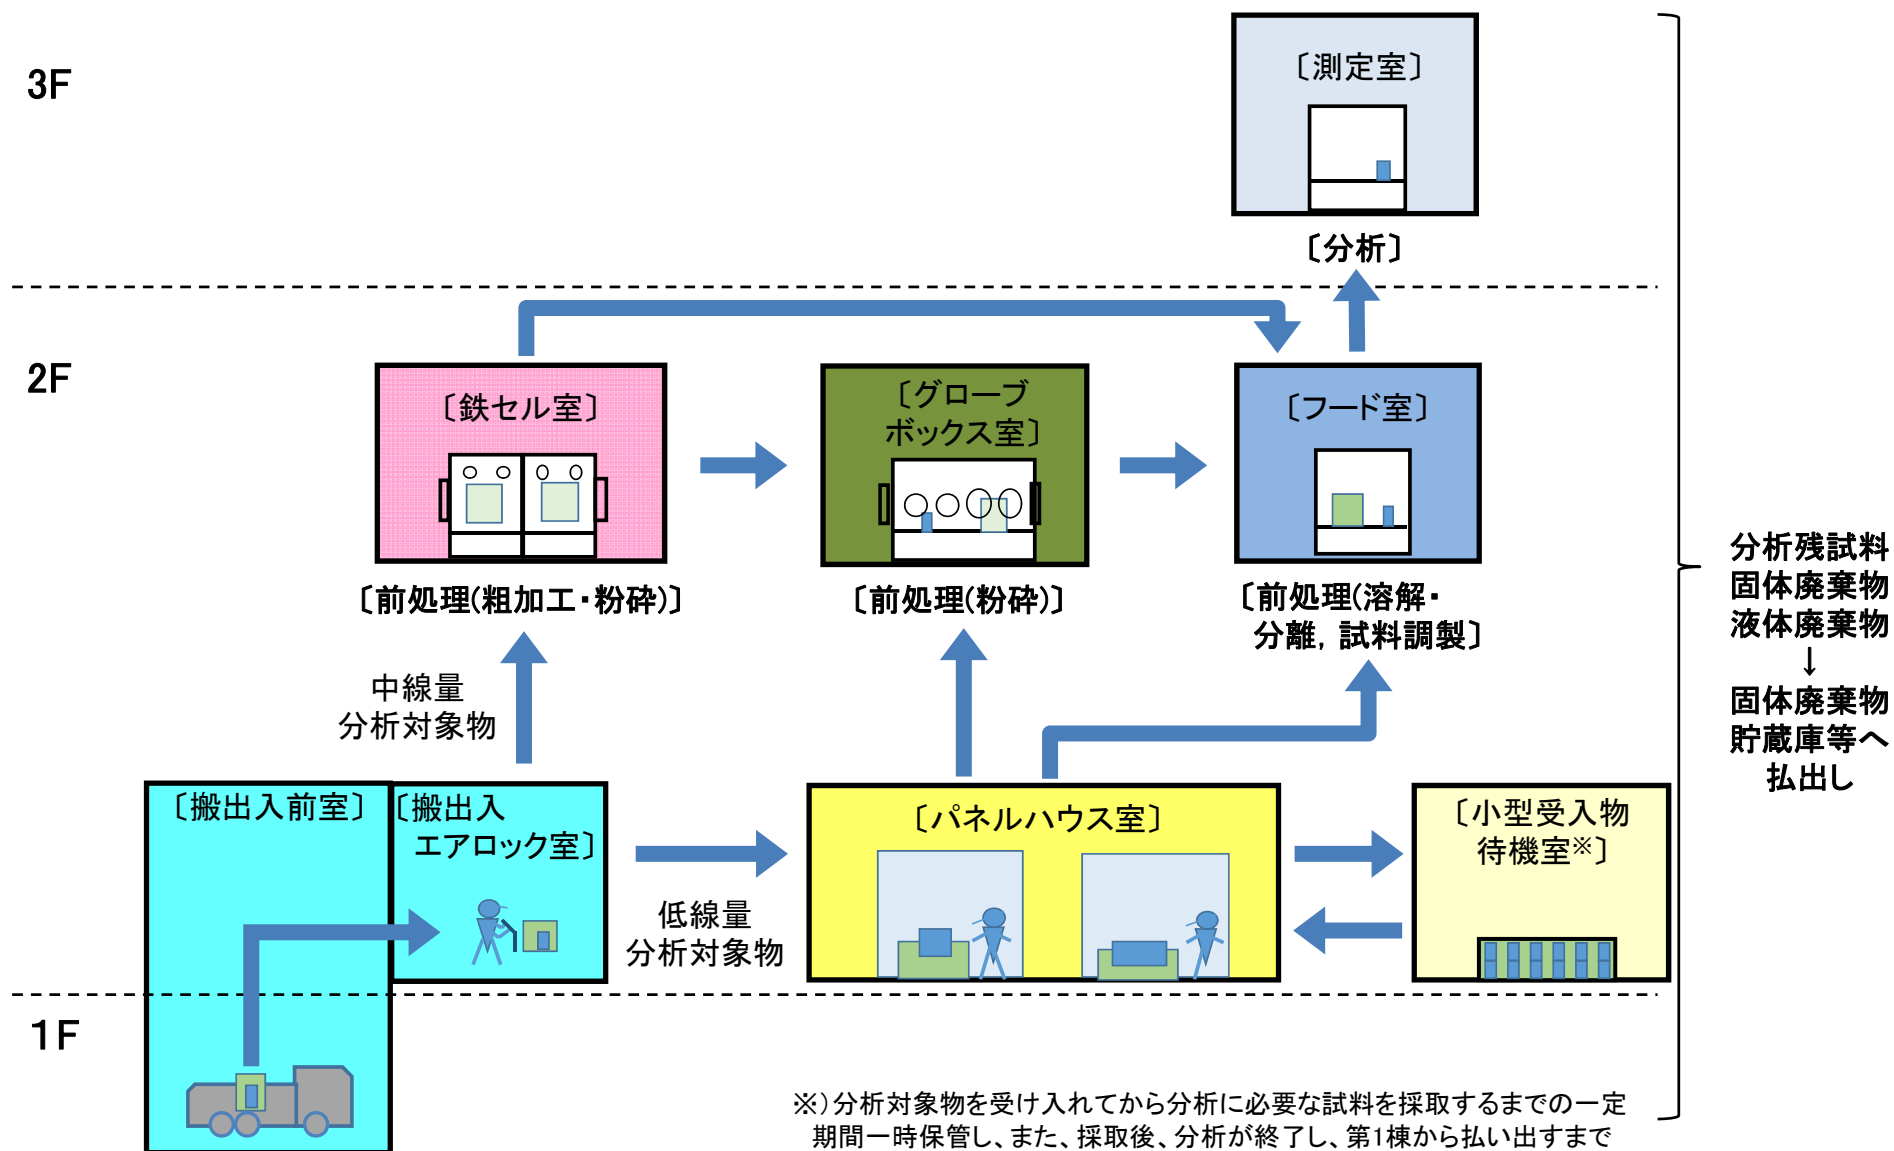 3F
〔測定室〕
〔分析〕
2F
〔鉄セル室〕
〔グローブ
ボックス室〕
〔フード室〕
〔前処理(粗加工・粉砕)〕
〔前処理(粉砕)〕
〔前処理(溶解・
分離，試料調製〕
中線量
分析対象物
〔搬出入前室〕
〔搬出入
エアロック室〕
低線量
分析対象物
〔パネルハウス室〕
〔小型受入物
待機室※〕
1F
分析残試料
固体廃棄物
液体廃棄物
↓
固体廃棄物
貯蔵庫等へ
払出し
※）分析対象物を受け入れてから分析に必要な試料を採取するまでの一定
期間一時保管し、また、採取後、分析が終了し、第1棟から払い出すまで